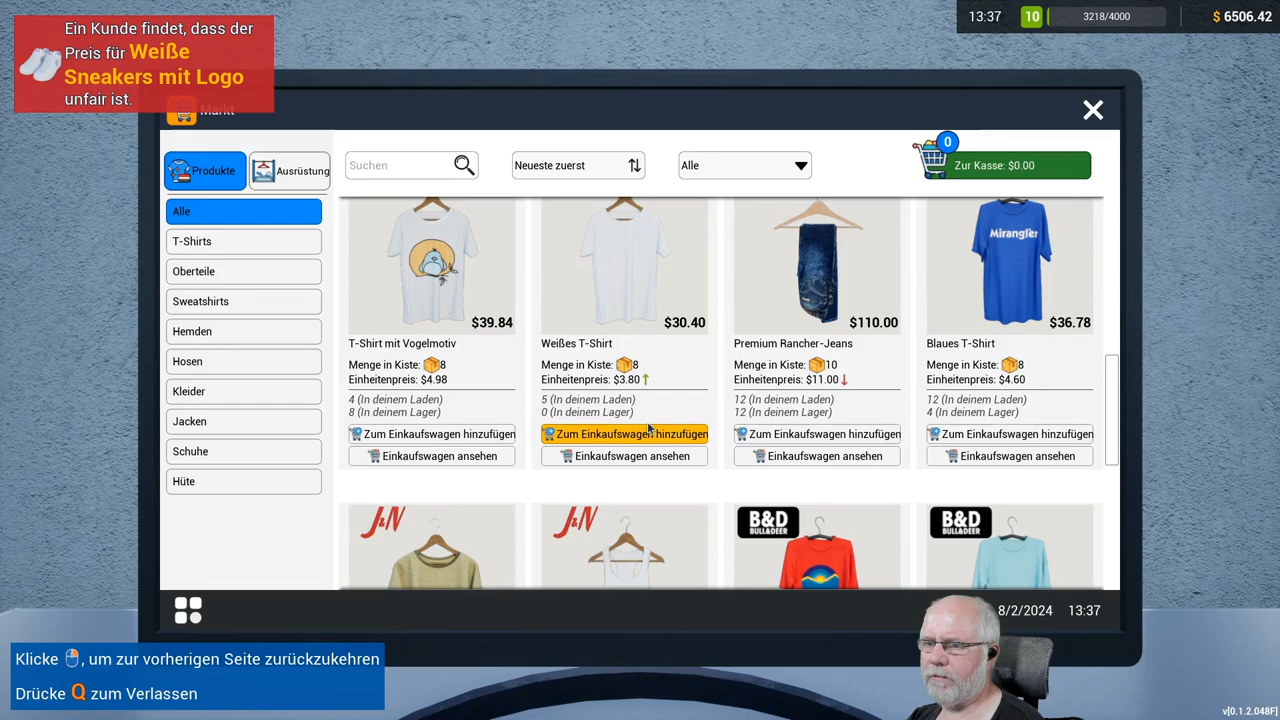 Ein Kunde findet, dass der
Preis für Weiße
Sneakers mit Logo
unfair ist.
13:37
10
3218/4000
$ 6506.42
Markt
Produkte
Ausrüstung
Suchen
Neueste zuerst
Alle
0
Zur Kasse: $0.00
Alle
T-Shirts
Oberteile
Sweatshirts
Hemden
Hosen
Kleider
Jacken
Schuhe
Hüte
$39.84
T-Shirt mit Vogelmotiv
Menge in Kiste: 8
Einheitenpreis: $4.98
4 (In deinem Laden)
8 (In deinem Lager)
Zum Einkaufswagen hinzufügen
Einkaufswagen ansehen
$30.40
Weißes T-Shirt
Menge in Kiste: 8
Einheitenpreis: $3.80
5 (In deinem Laden)
0 (In deinem Lager)
Zum Einkaufswagen hinzufügen
Einkaufswagen ansehen
$110.00
Premium Rancher-Jeans
Menge in Kiste: 10
Einheitenpreis: $11.00
12 (In deinem Laden)
12 (In deinem Lager)
Zum Einkaufswagen hinzufügen
Einkaufswagen ansehen
Mirangler
$36.78
Blaues T-Shirt
Menge in Kiste: 8
Einheitenpreis: $4.60
12 (In deinem Laden)
4 (In deinem Lager)
Zum Einkaufswagen hinzufügen
Einkaufswagen ansehen
J&N
J&N
B&D
BULL&DEER
B&D
BULL&DEER
8/2/2024
13:37
Klicke , um zur vorherigen Seite zurückzukehren
Drücke Q zum Verlassen
v[0.1.2.048F]